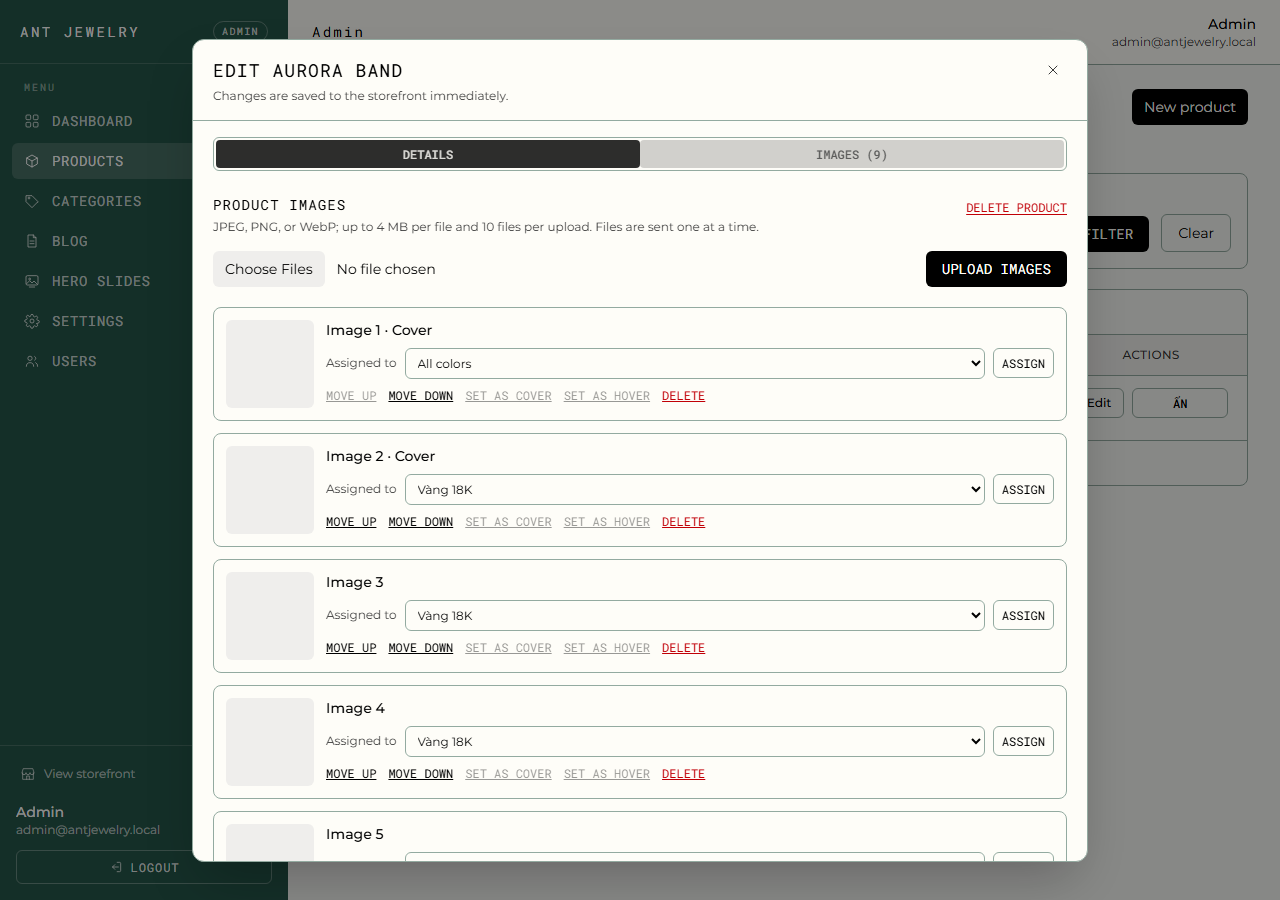 ANT JEWELRY
ADMIN
Admin
Admin
admin@antjewelry.local
MENU
DASHBOARD
PRODUCTS
CATEGORIES
BLOG
HERO SLIDES
SETTINGS
USERS
View storefront
Admin
admin@antjewelry.local
LOGOUT
New product
FILTER
Clear
ACTIONS
Edit
ẨN
EDIT AURORA BAND
Changes are saved to the storefront immediately.
DETAILS
IMAGES (9)
PRODUCT IMAGES
DELETE PRODUCT
JPEG, PNG, or WebP; up to 4 MB per file and 10 files per upload. Files are sent one at a time.
Choose Files No file chosen
UPLOAD IMAGES
Image 1 · Cover
Assigned to All colors ASSIGN
MOVE UP MOVE DOWN SET AS COVER SET AS HOVER DELETE
Image 2 · Cover
Assigned to Vàng 18K ASSIGN
MOVE UP MOVE DOWN SET AS COVER SET AS HOVER DELETE
Image 3
Assigned to Vàng 18K ASSIGN
MOVE UP MOVE DOWN SET AS COVER SET AS HOVER DELETE
Image 4
Assigned to Vàng 18K ASSIGN
MOVE UP MOVE DOWN SET AS COVER SET AS HOVER DELETE
Image 5